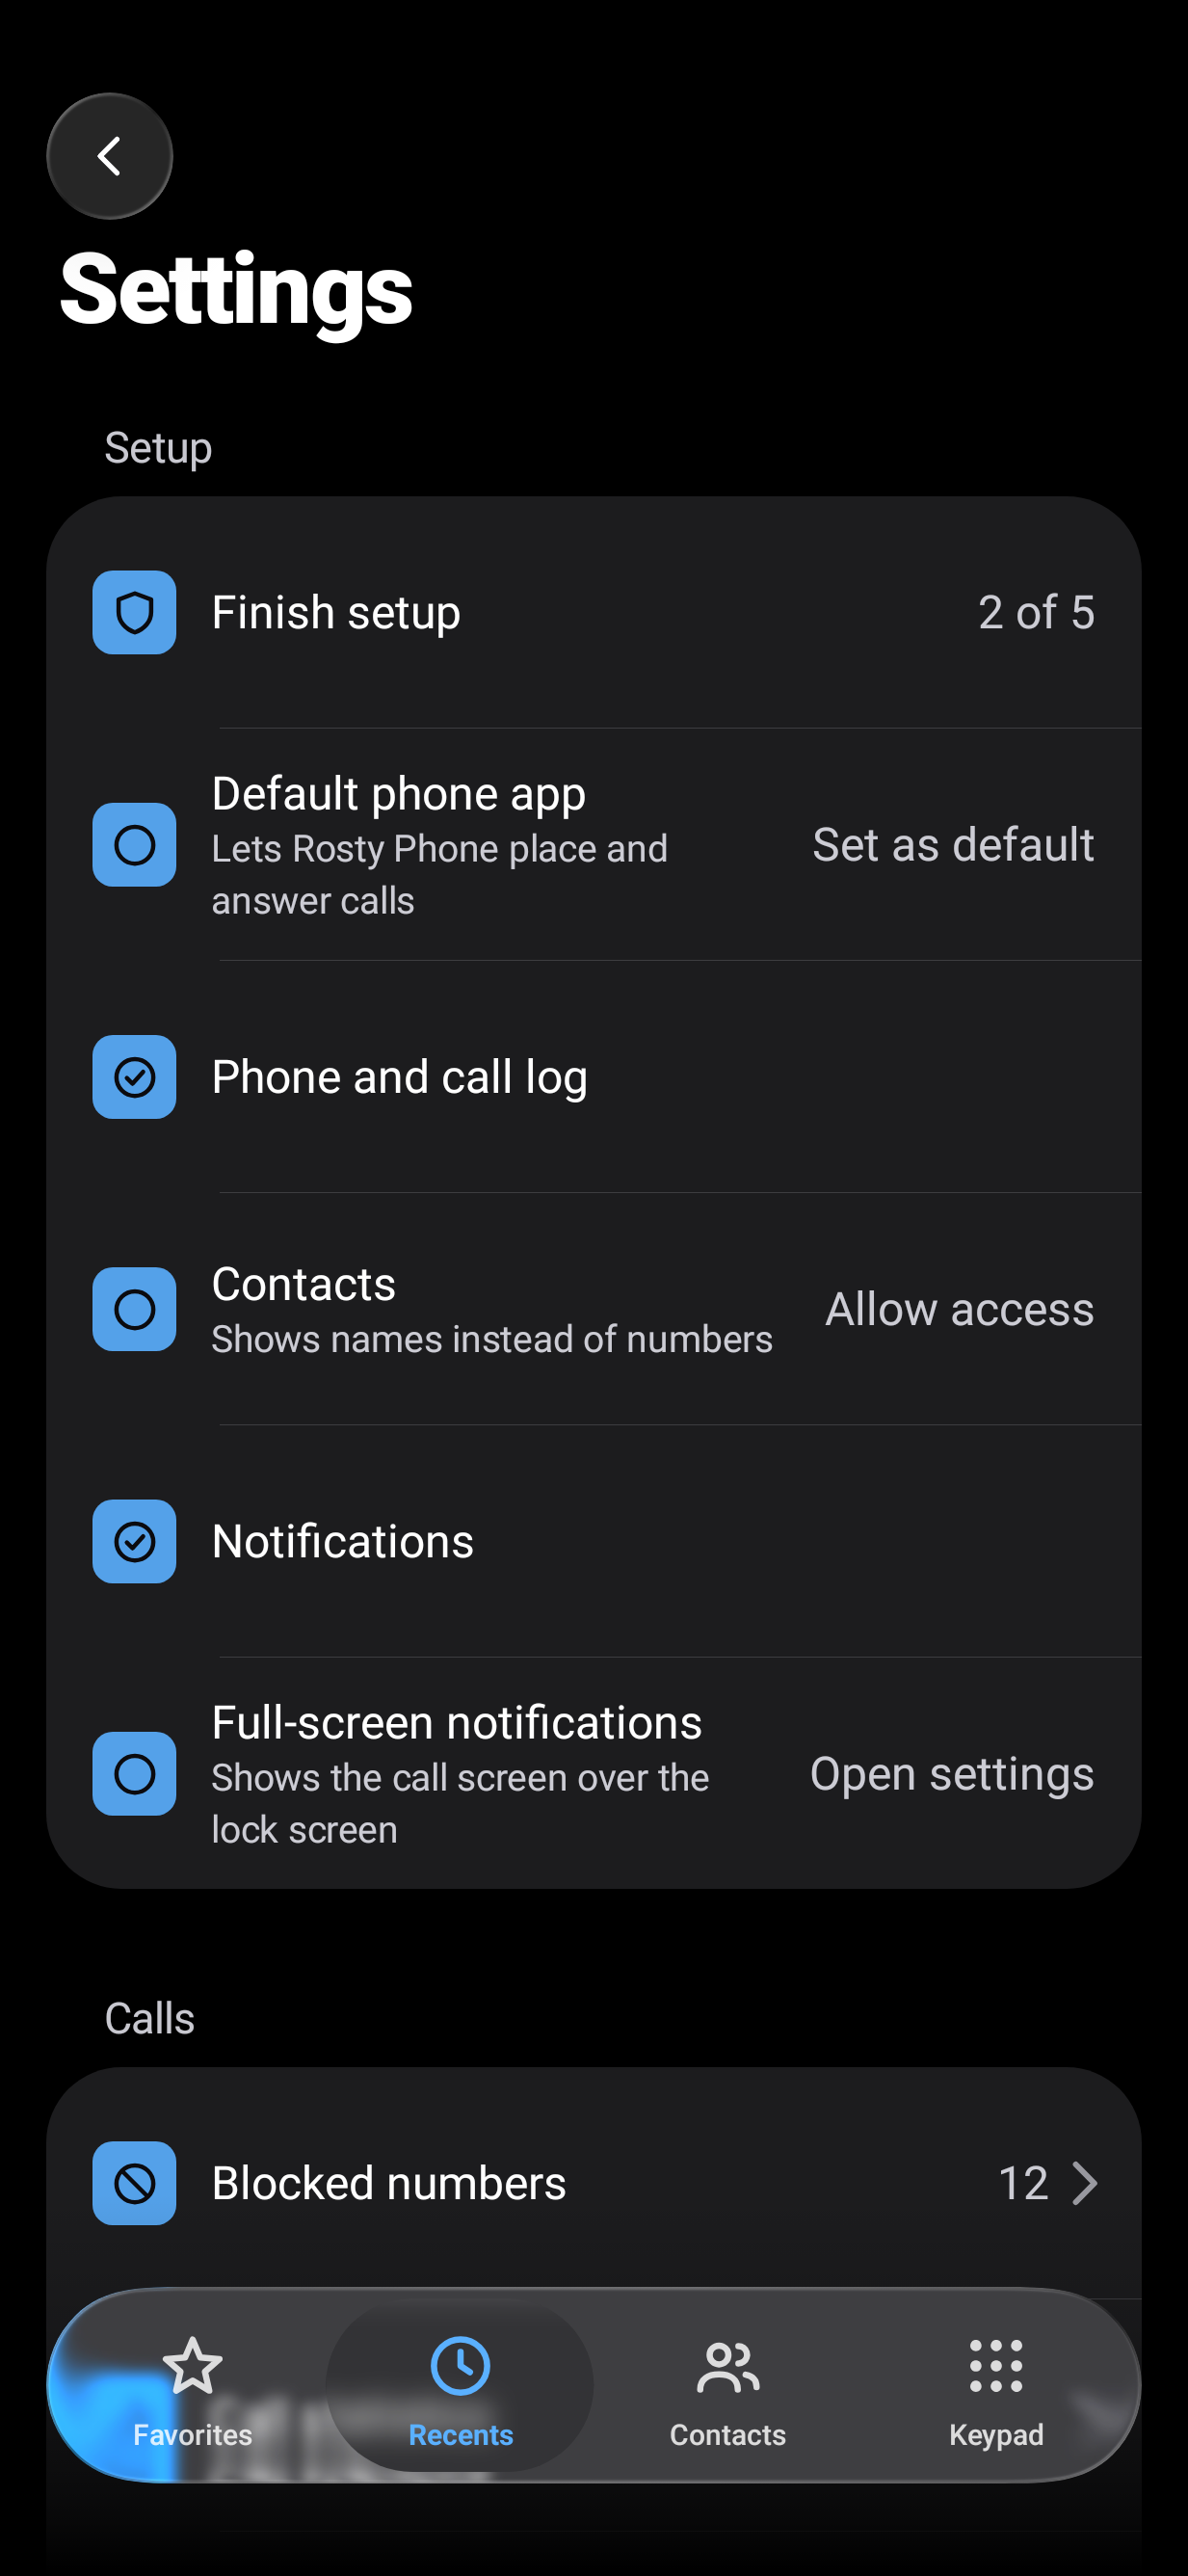 Settings
Setup
Finish setup
2 of 5
Default phone app
Lets Rosty Phone place and
answer calls
Set as default
Phone and call log
Contacts
Shows names instead of numbers
Allow access
Notifications
Full-screen notifications
Shows the call screen over the
lock screen
Open settings
Calls
Blocked numbers
12
Favorites
Recents
Contacts
Keypad